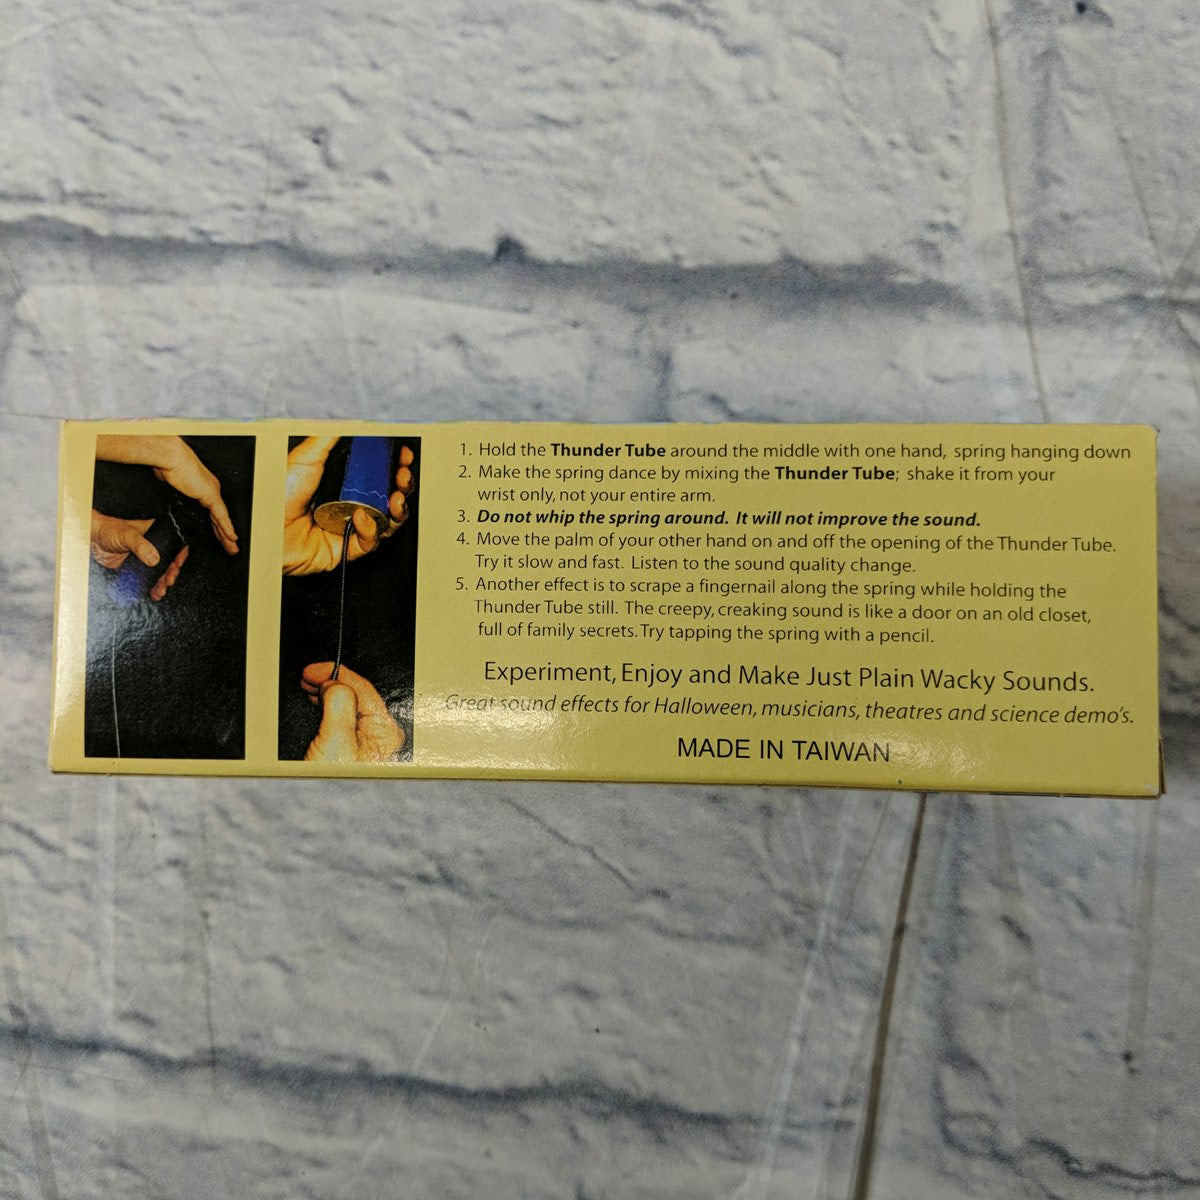 1. Hold the Thunder Tube around the middle with one hand, spring hanging down
2. Make the spring dance by mixing the Thunder Tube; shake it from your
wrist only, not your entire arm.
3. Do not whip the spring around. It will not improve the sound.
4. Move the palm of your other hand on and off the opening of the Thunder Tube.
Try it slow and fast. Listen to the sound quality change.
5. Another effect is to scrape a fingernail along the spring while holding the
Thunder Tube still. The creepy, creaking sound is like a door on an old closet,
full of family secrets. Try tapping the spring with a pencil.
Experiment, Enjoy and Make Just Plain Wacky Sounds.
Great sound effects for Halloween, musicians, theatres and science demo's.
MADE IN TAIWAN